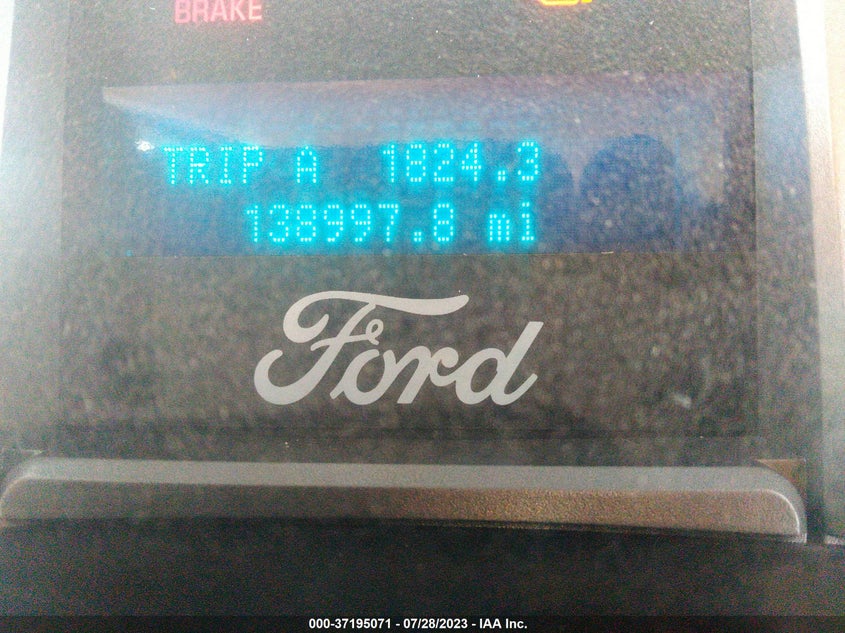 BRAKE
TRIP A 1824.3
138997.8 mi
Ford
000-37195071 - 07/28/2023 - IAA Inc.